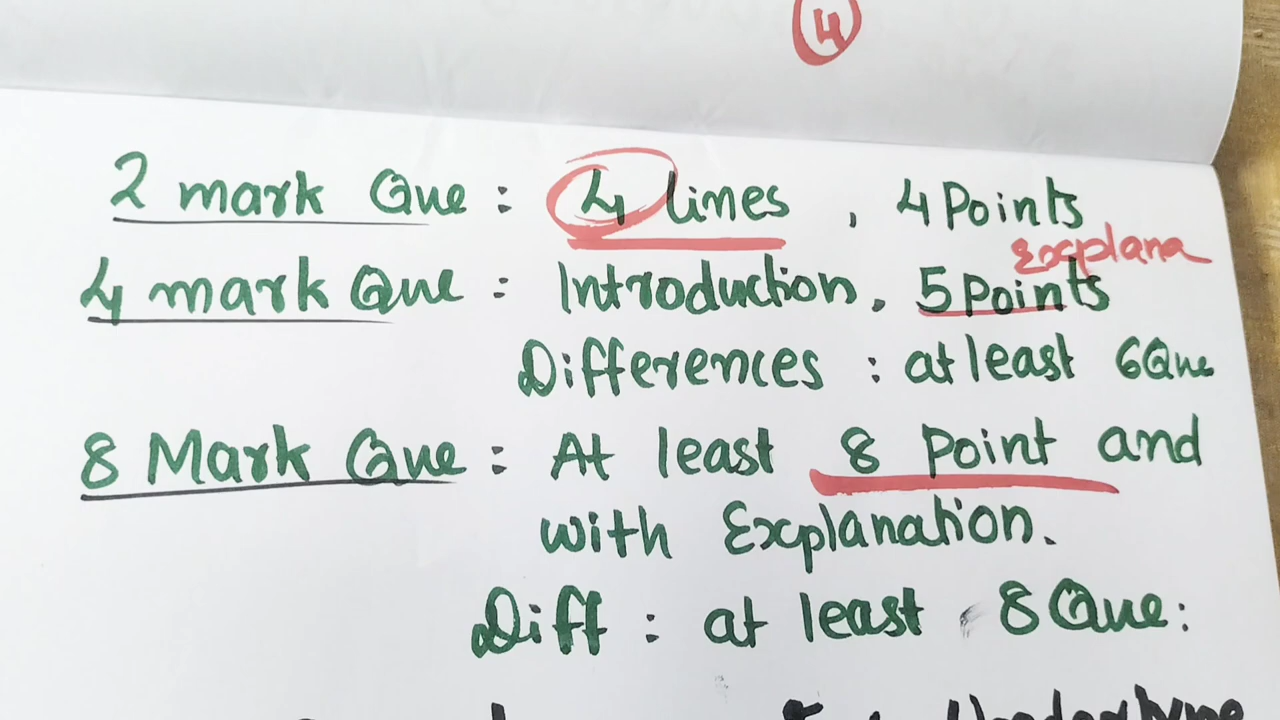 4
2 mark Que : 4 lines , 4 Points
explana
4 mark Que : Introduction, 5 Points
Differences : at least 6 Que
8 Mark Que : At least 8 Point and
with Explanation.
Diff : at least 8 Que :